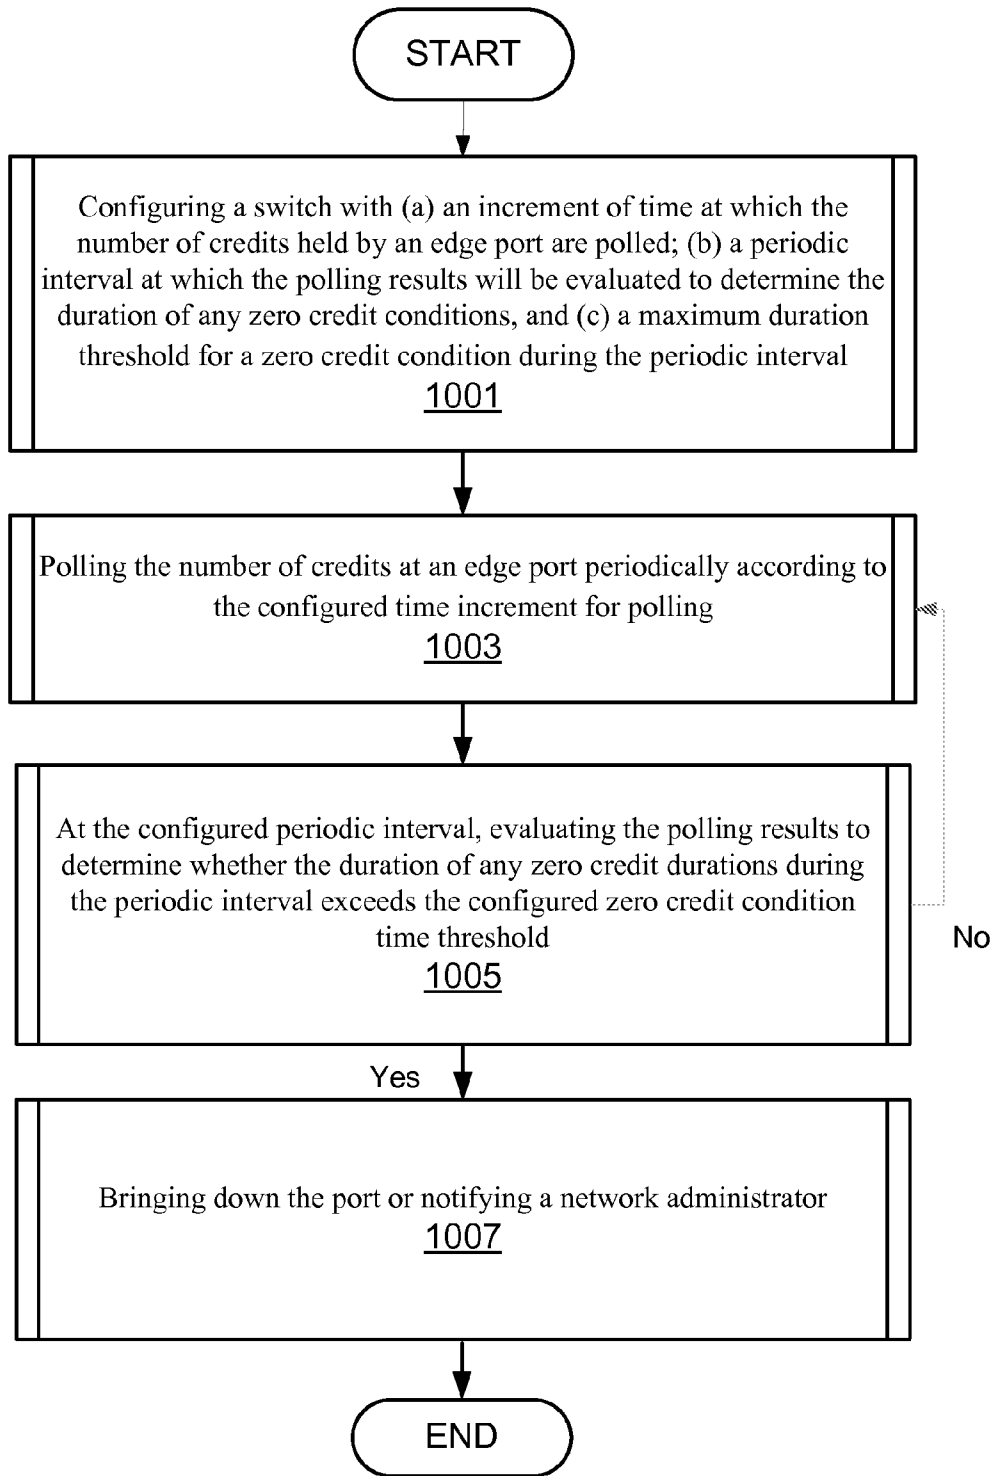 START
Configuring a switch with (a) an increment of time at which the
number of credits held by an edge port are polled; (b) a periodic
interval at which the polling results will be evaluated to determine the
duration of any zero credit conditions, and (c) a maximum duration
threshold for a zero credit condition during the periodic interval
1001
Polling the number of credits at an edge port periodically according to
the configured time increment for polling
1003
At the configured periodic interval, evaluating the polling results to
determine whether the duration of any zero credit durations during
the periodic interval exceeds the configured zero credit condition
time threshold
1005
No
Yes
Bringing down the port or notifying a network administrator
1007
END